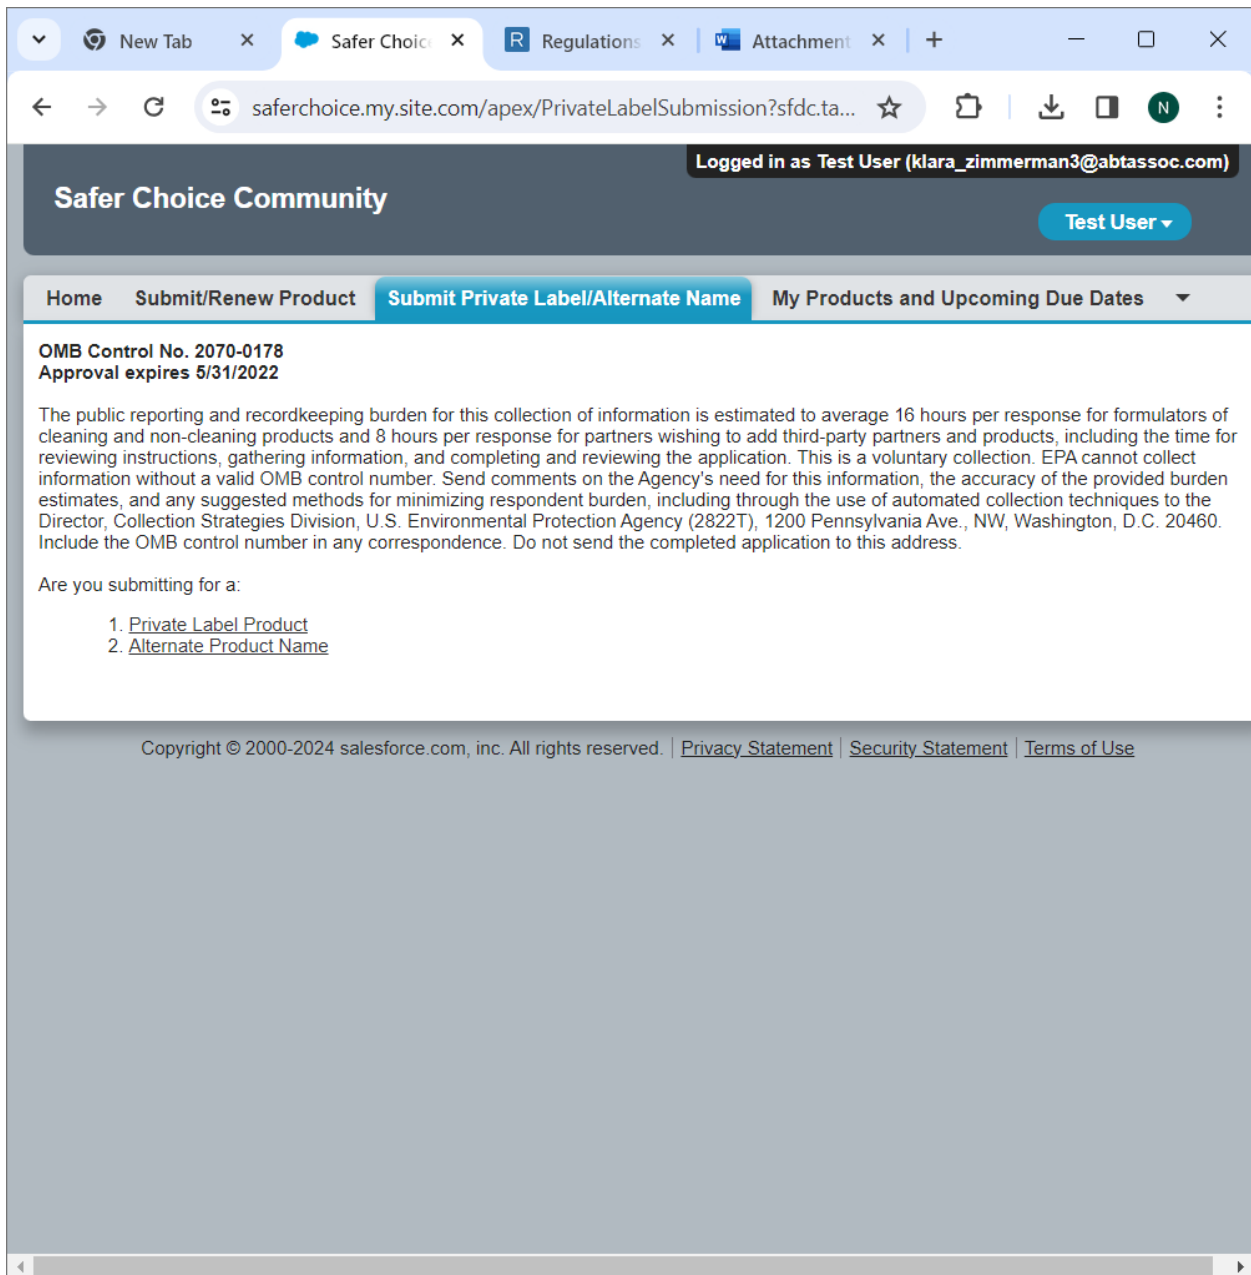 New Tab
Safer Choic
Regulations
Attachment
saferchoice.my.site.com/apex/PrivateLabelSubmission?sfdc.ta...
N
Logged in as Test User (klara_zimmerman3@abtassoc.com)
Safer Choice Community
Test User
Home Submit/Renew Product Submit Private Label/Alternate Name My Products and Upcoming Due Dates
OMB Control No. 2070-0178
Approval expires 5/31/2022
The public reporting and recordkeeping burden for this collection of information is estimated to average 16 hours per response for formulators of
cleaning and non-cleaning products and 8 hours per response for partners wishing to add third-party partners and products, including the time for
reviewing instructions, gathering information, and completing and reviewing the application. This is a voluntary collection. EPA cannot collect
information without a valid OMB control number. Send comments on the Agency's need for this information, the accuracy of the provided burden
estimates, and any suggested methods for minimizing respondent burden, including through the use of automated collection techniques to the
Director, Collection Strategies Division, U.S. Environmental Protection Agency (2822T), 1200 Pennsylvania Ave., NW, Washington, D.C. 20460.
Include the OMB control number in any correspondence. Do not send the completed application to this address.
Are you submitting for a:
1. Private Label Product
2. Alternate Product Name
Copyright © 2000-2024 salesforce.com, inc. All rights reserved. | Privacy Statement | Security Statement | Terms of Use